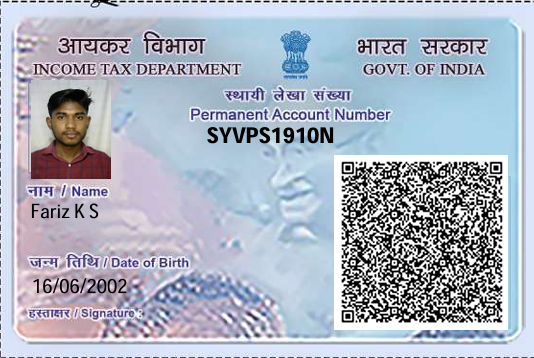 आयकर विभाग
INCOME TAX DEPARTMENT
भारत सरकार
GOVT. OF INDIA
स्थायी लेखा संख्या
Permanent Account Number
SYVPS1910N
नाम / Name
Fariz K S
जन्म तिथि / Date of Birth
16/06/2002
हस्ताक्षर / Signature :